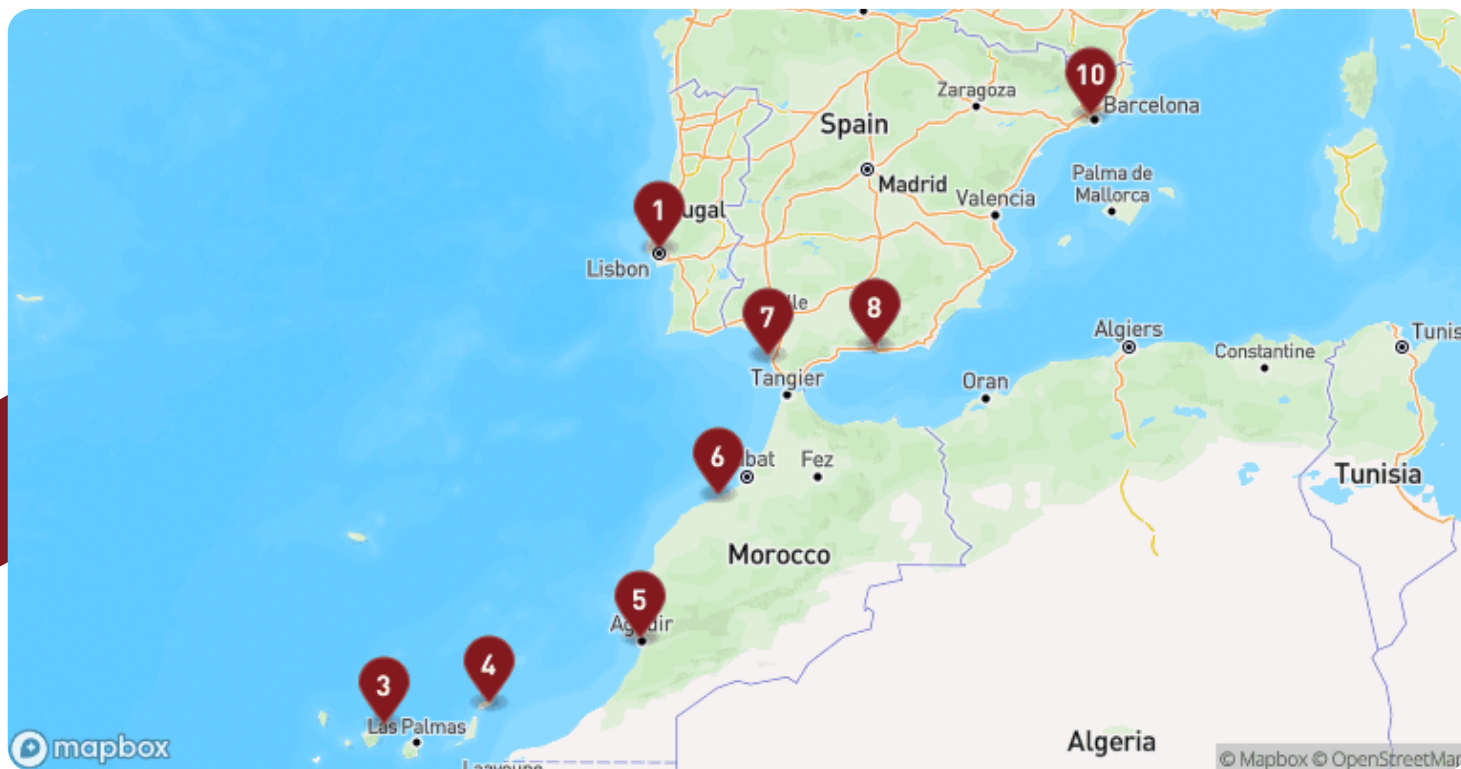 10
Zaragoza
Barcelona
Spain
Madrid
Palma de
Mallorca
Valencia
1
ugal
Lisbon
7
lle
8
Algiers
Tunis
Constantine
Tangier
Oran
6
bat
Fez
Tunisia
Morocco
5
Agadir
4
3
Las Palmas
Algeria
mapbox
Laayoune
© Mapbox © OpenStreetMap